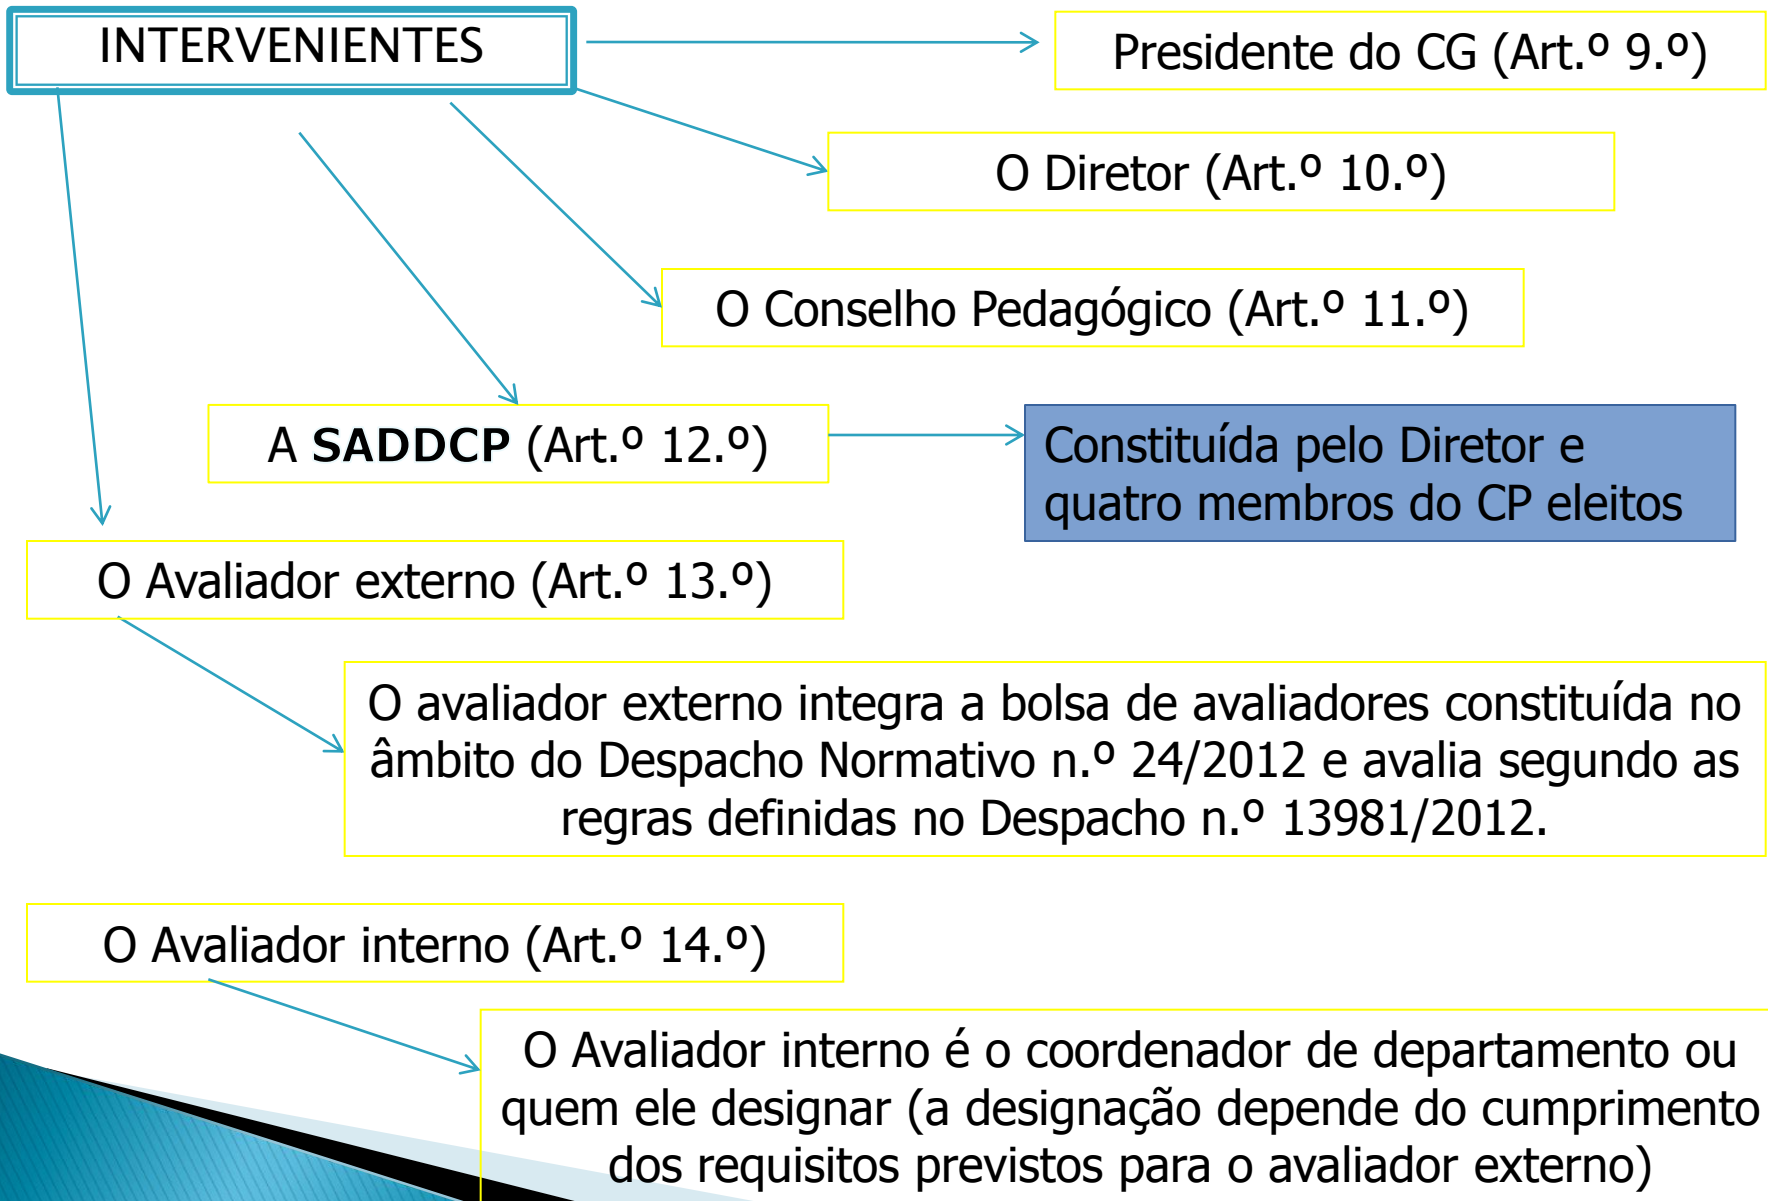 INTERVENIENTES
Presidente do CG (Art.º 9.º)
O Diretor (Art.º 10.º)
O Conselho Pedagógico (Art.º 11.º)
A SADDCP (Art.º 12.º)
Constituída pelo Diretor e
quatro membros do CP eleitos
O Avaliador externo (Art.º 13.º)
O avaliador externo integra a bolsa de avaliadores constituída no
âmbito do Despacho Normativo n.º 24/2012 e avalia segundo as
regras definidas no Despacho n.º 13981/2012.
O Avaliador interno (Art.º 14.º)
O Avaliador interno é o coordenador de departamento ou
quem ele designar (a designação depende do cumprimento
dos requisitos previstos para o avaliador externo)